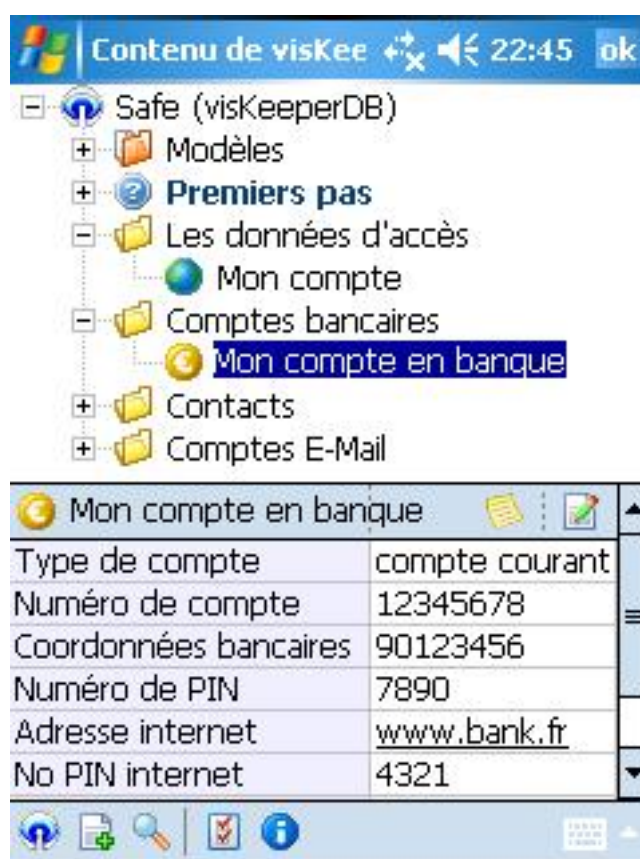 Contenu de visKee 22:45 ok
Safe (visKeeperDB)
Modèles
Premiers pas
Les données d'accès
Mon compte
Comptes bancaires
Mon compte en banque
Contacts
Comptes E-Mail
Mon compte en banque
Type de compte compte courant
Numéro de compte 12345678
Coordonnées bancaires 90123456
Numéro de PIN 7890
Adresse internet www.bank.fr
No PIN internet 4321